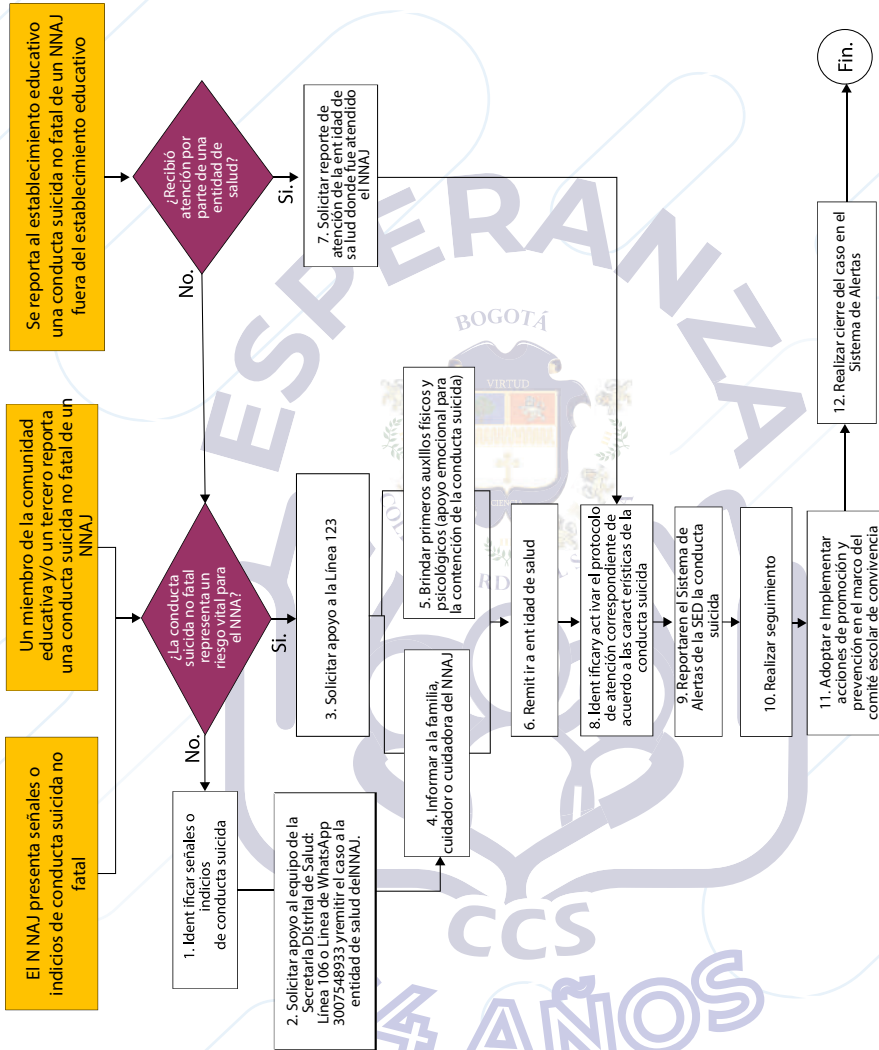 El N NAJ presenta señales o
indicios de conducta suicida no
fatal
Un miembro de la comunidad
educativa y/o un tercero reporta
una conducta suicida no fatal de un
NNAJ
Se reporta al establecimiento educativo
una conducta suicida no fatal de un NNAJ
fuera del establecimiento educativo
¿La conducta
suicida no fatal
representa un
riesgo vital para
el NNA?
¿Recibió
atención por
parte de una
entidad de
salud?
No.
Si.
No.
Si.
1. Ident ificar señales o
indicios
de conducta suicida
2. Solicitar apoyo al equipo de la
Secretaría Distrital de Salud:
Línea 106 o Línea de WhatsApp
3007548933 yremitir el caso a la
entidad de salud delNNAJ.
3. Solicitar apoyo a la Línea 123
4. Informar a la familia,
cuidador o cuidadora del NNAJ
5. Brindar primeros auxilios físicos y
psicológicos (apoyo emocional para
la contención de la conducta suicida)
6. Remit ir a ent idad de salud
7. Solicitar reporte de
atención de la ent idad de
sa lud donde fue atendido
el NNAJ
8. Ident ificary act ivar el protocolo
de atención correspondiente de
acuerdo a las caract erísticas de la
conducta suicida
9. Reportaren el Sistema de
Alertas de la SED la conducta
suicida
10. Realizar seguimiento
11. Adoptar e Implementar
acciones de promoción y
prevención en el marco del
comité escolar de convivencia
12. Realizar cierre del caso en el
Sistema de Alertas
Fin.
ESPERANZA
BOGOTÁ
VIRTUD
CIENCIA
CCS
4 AÑOS